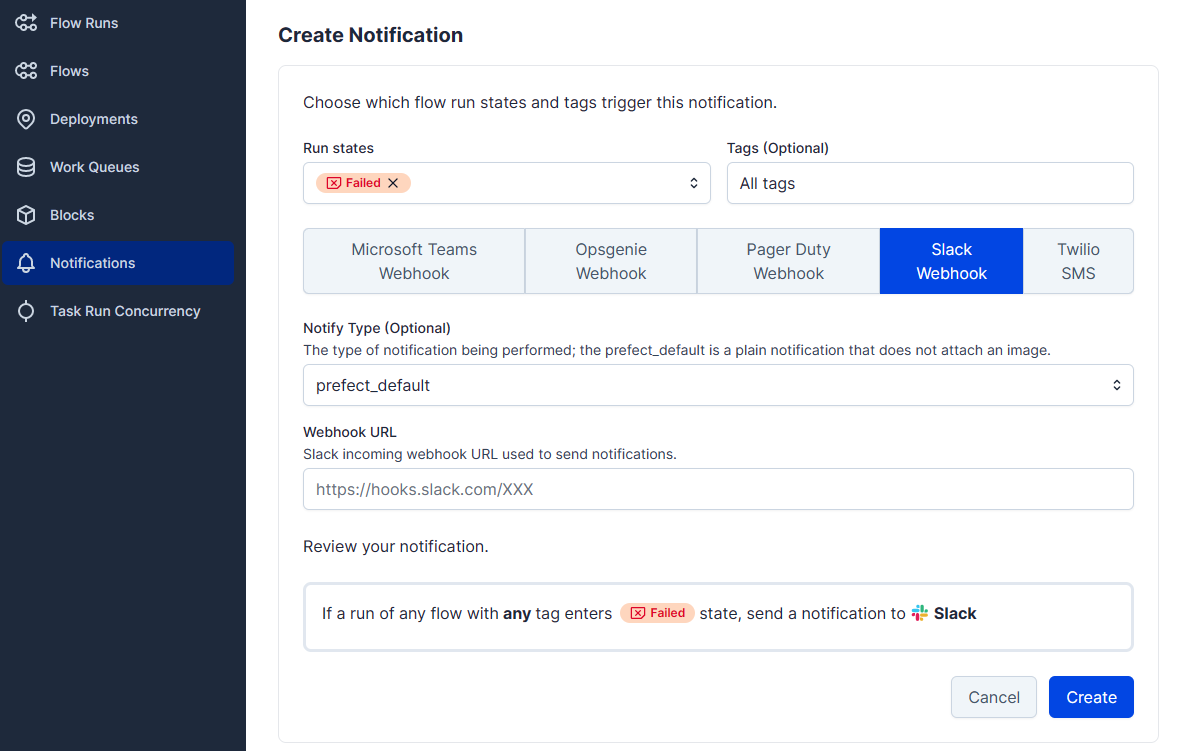 Flow Runs
Flows
Deployments
Work Queues
Blocks
Notifications
Task Run Concurrency
Create Notification
Choose which flow run states and tags trigger this notification.
Run states
Tags (Optional)
Failed
All tags
Microsoft Teams
Webhook
Opsgenie
Webhook
Pager Duty
Webhook
Slack
Webhook
Twilio
SMS
Notify Type (Optional)
The type of notification being performed; the prefect_default is a plain notification that does not attach an image.
prefect_default
Webhook URL
Slack incoming webhook URL used to send notifications.
https://hooks.slack.com/XXX
Review your notification.
If a run of any flow with any tag enters Failed state, send a notification to Slack
Cancel
Create